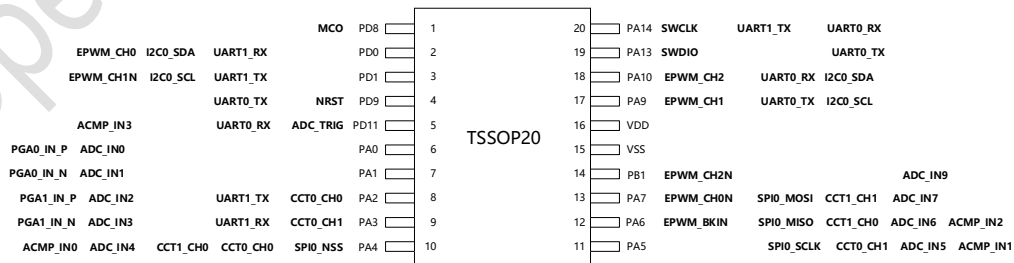 MCO PD8 1 20 PA14 SWCLK UART1_TX UART0_RX
EPWM_CH0 I2C0_SDA UART1_RX PD0 2 19 PA13 SWDIO UART0_TX
EPWM_CH1N I2C0_SCL UART1_TX PD1 3 18 PA10 EPWM_CH2 UART0_RX I2C0_SDA
UART0_TX NRST PD9 4 17 PA9 EPWM_CH1 UART0_TX I2C0_SCL
ACMP_IN3 UART0_RX ADC_TRIG PD11 5 16 VDD
TSSOP20
PGA0_IN_P ADC_IN0 PA0 6 15 VSS
PGA0_IN_N ADC_IN1 PA1 7 14 PB1 EPWM_CH2N ADC_IN9
PGA1_IN_P ADC_IN2 UART1_TX CCT0_CH0 PA2 8 13 PA7 EPWM_CH0N SPI0_MOSI CCT1_CH1 ADC_IN7
PGA1_IN_N ADC_IN3 UART1_RX CCT0_CH1 PA3 9 12 PA6 EPWM_BKIN SPI0_MISO CCT1_CH0 ADC_IN6 ACMP_IN2
ACMP_IN0 ADC_IN4 CCT1_CH0 CCT0_CH0 SPI0_NSS PA4 10 11 PA5 SPI0_SCLK CCT0_CH1 ADC_IN5 ACMP_IN1